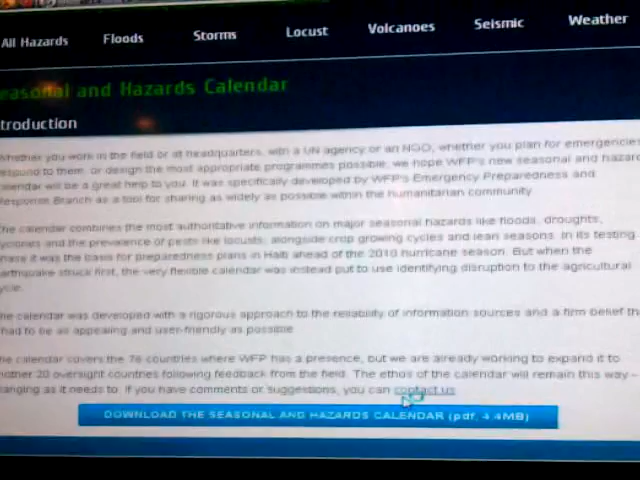 All Hazards Floods Storms Locust Volcanoes Seismic Weather
easonal and Hazards Calendar
troduction
Whether you work in the field or at headquarters, with a UN agency or an NGO, whether you plan for emergencies
espond to them, or design the most appropriate programmes possible, we hope WFP's new seasonal and hazard
calendar will be a great help to you. It was specifically developed by WFP's Emergency Preparedness and
Response Branch as a tool for sharing as widely as possible within the humanitarian community
he calendar combines the most authoritative information on major seasonal hazards like floods, droughts,
yclones and the prevalence of pests like locusts, alongside crop growing cycles and lean seasons. In its testing
hase it was the basis for preparedness plans in Haiti ahead of the 2010 hurricane season. But when the
earthquake struck first, the very flexible calendar was instead put to use identifying disruption to the agricultural
ycle.
he calendar was developed with a rigorous approach to the reliability of information sources and a firm belief th
had to be as appealing and user-friendly as possible
he calendar covers the 78 countries where WFP has a presence, but we are already working to expand it to
nother 20 oversight countries following feedback from the field. The ethos of the calendar will remain this way –
anging as it needs to. If you have comments or suggestions, you can contact us
DOWNLOAD THE SEASONAL AND HAZARDS CALENDAR (pdf, 4.4MB)